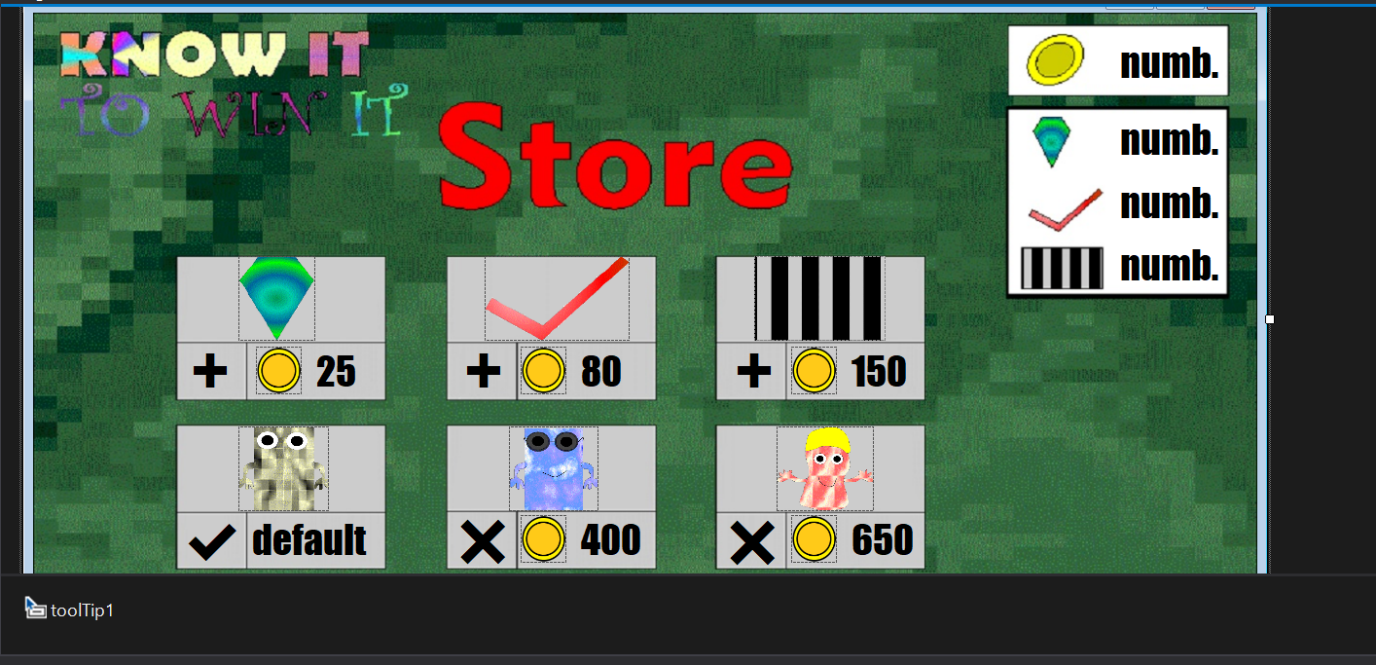 KNOW IT
TO WIN IT
Store
numb.
numb.
numb.
numb.
25
80
150
default
400
650
toolTip1